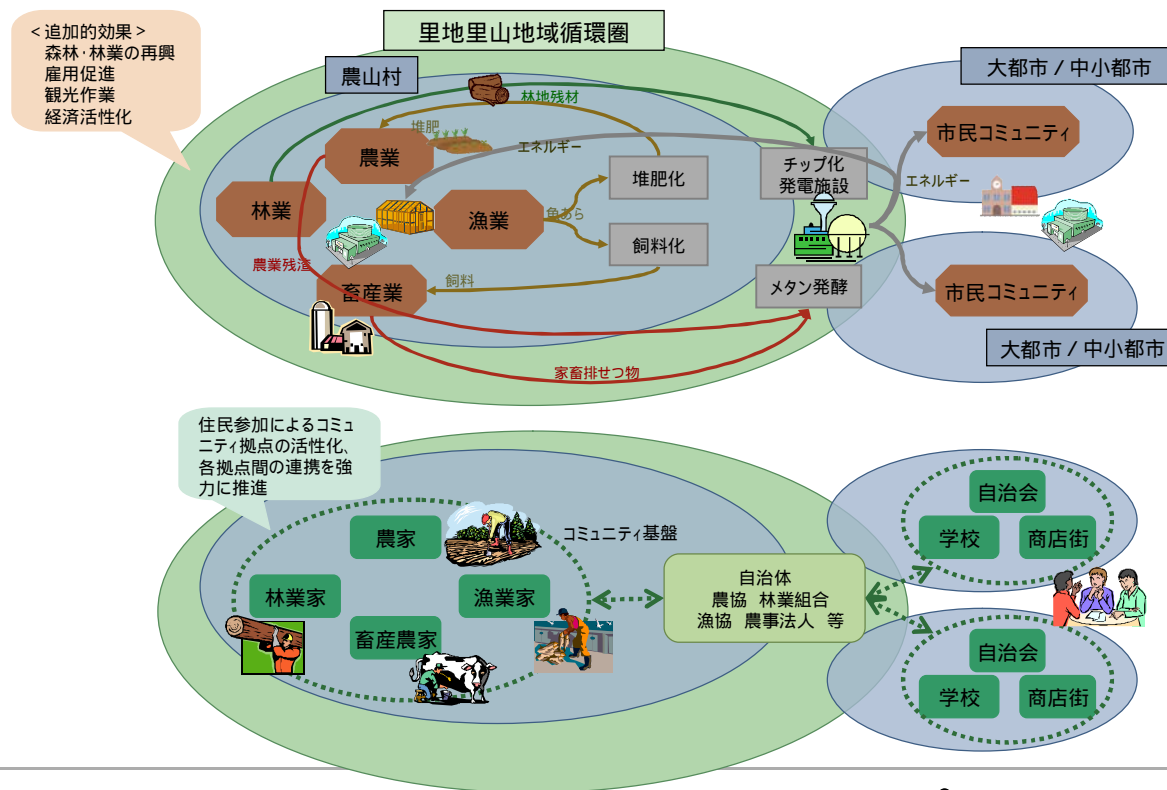 <追加的効果>
森林・林業の再興
雇用促進
観光作業
経済活性化
里地里山地域循環圏
農山村
大都市 / 中小都市
林地残材
堆肥
農業
エネルギー
チップ化
発電施設
市民コミュニティ
エネルギー
堆肥化
林業
漁業
魚あら
飼料化
農業残渣
飼料
畜産業
メタン発酵
市民コミュニティ
大都市 / 中小都市
家畜排せつ物
住民参加によるコミュ
ニティ拠点の活性化、
各拠点間の連携を強
力に推進
農家
コミュニティ基盤
林業家
漁業家
畜産農家
自治体
農協 林業組合
漁協 農事法人 等
自治会
学校
商店街
自治会
学校
商店街